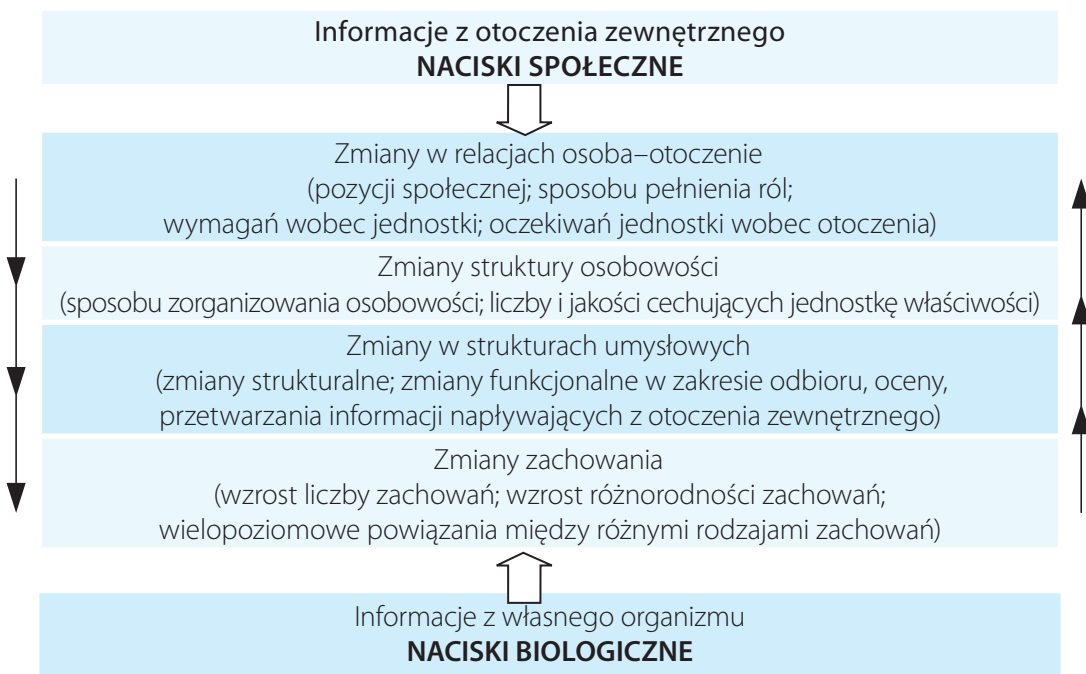 Informacje z otoczenia zewnętrznego
NACISKI SPOŁECZNE
Zmiany w relacjach osoba–otoczenie
(pozycji społecznej; sposobu pełnienia ról;
wymagań wobec jednostki; oczekiwań jednostki wobec otoczenia)
Zmiany struktury osobowości
(sposobu zorganizowania osobowości; liczby i jakości cechujących jednostkę właściwości)
Zmiany w strukturach umysłowych
(zmiany strukturalne; zmiany funkcjonalne w zakresie odbioru, oceny,
przetwarzania informacji napływających z otoczenia zewnętrznego)
Zmiany zachowania
(wzrost liczby zachowań; wzrost różnorodności zachowań;
wielopoziomowe powiązania między różnymi rodzajami zachowań)
Informacje z własnego organizmu
NACISKI BIOLOGICZNE